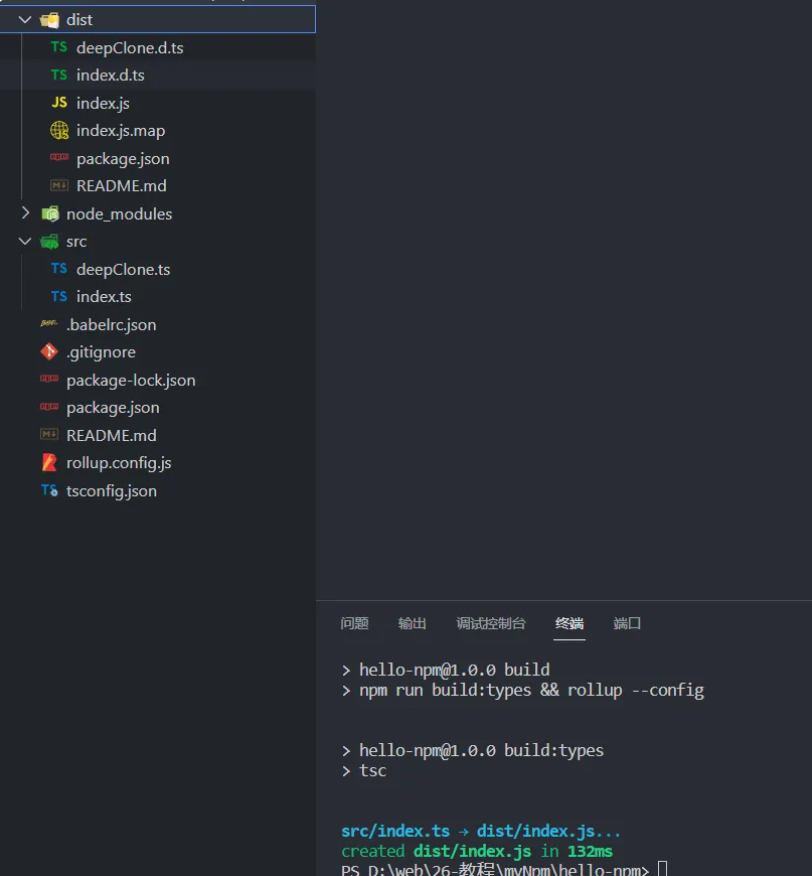 dist
TS deepClone.d.ts
TS index.d.ts
JS index.js
JS index.js.map
package.json
M↓ README.md
node_modules
src
TS deepClone.ts
TS index.ts
.babelrc.json
.gitignore
package-lock.json
package.json
M↓ README.md
rollup.config.js
TS tsconfig.json
问题 输出 调试控制台 终端 端口
> hello-npm@1.0.0 build
> npm run build:types && rollup --config
> hello-npm@1.0.0 build:types
> tsc
src/index.ts → dist/index.js...
created dist/index.js in 132ms
PS D:\web\26-教程\myNpm\hello-npm>